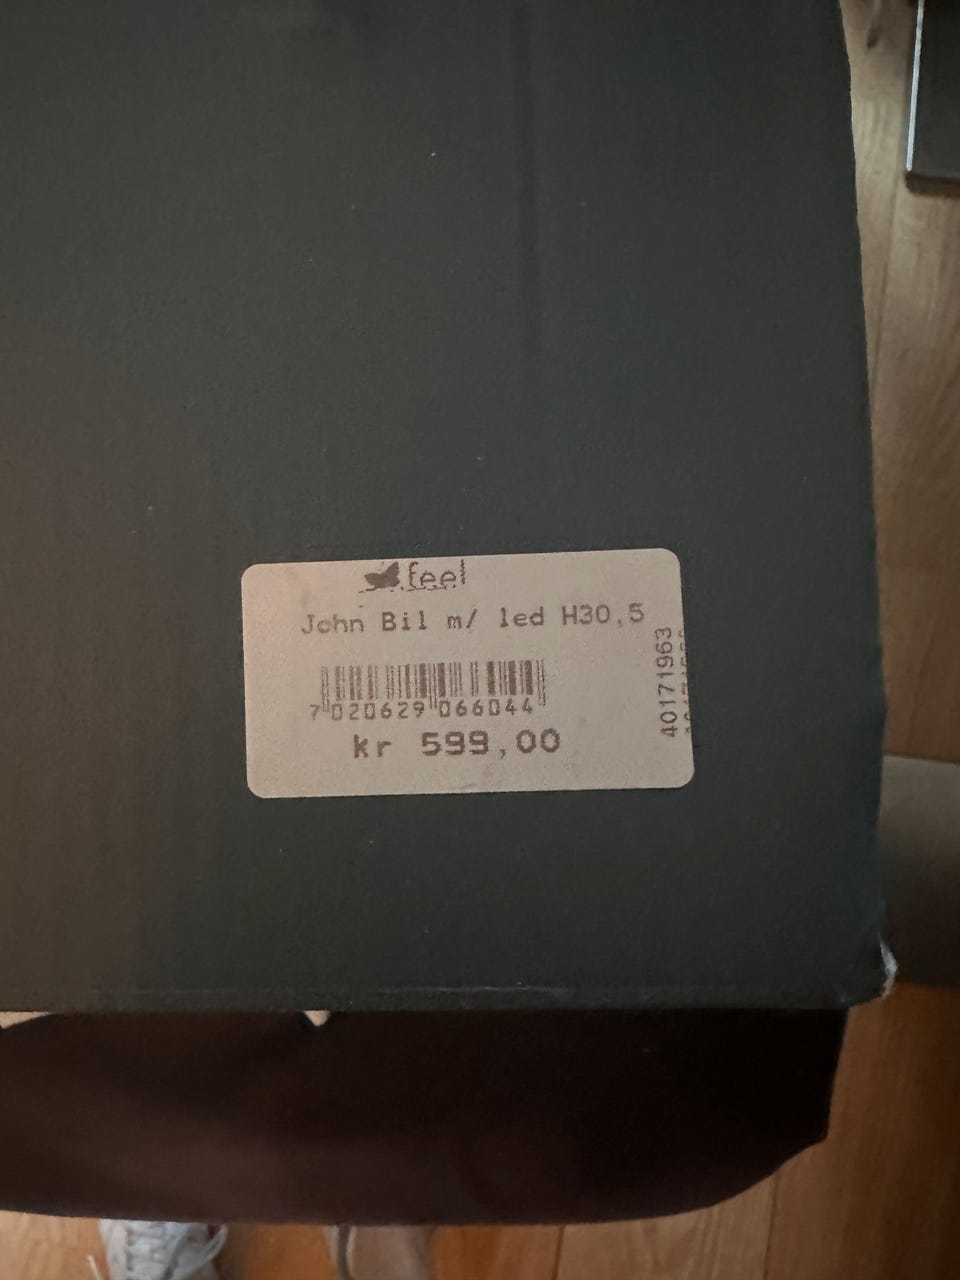 feel
John Bil m/ led H30,5
7 020629 066044
kr 599,00
40171963